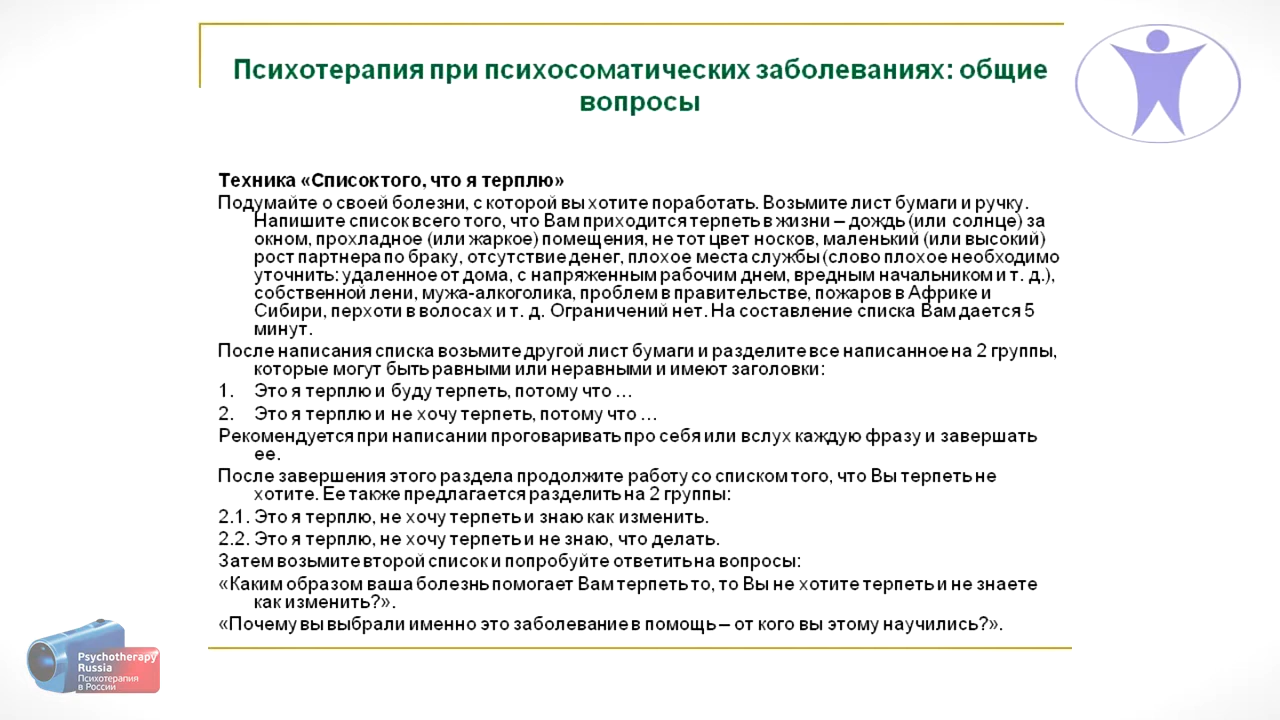 Психотерапия при психосоматических заболеваниях: общие
вопросы
Техника «Список того, что я терплю»
Подумайте о своей болезни, с которой вы хотите поработать. Возьмите лист бумаги и ручку.
Напишите список всего того, что Вам приходится терпеть в жизни – дождь (или солнце) за
окном, прохладное (или жаркое) помещения, не тот цвет носков, маленький (или высокий)
рост партнера по браку, отсутствие денег, плохое места службы (слово плохое необходимо
уточнить: удаленное от дома, с напряженным рабочим днем, вредным начальником и т. д.),
собственной лени, мужа-алкоголика, проблем в правительстве, пожаров в Африке и
Сибири, перхоти в волосах и т. д. Ограничений нет. На составление списка Вам дается 5
минут.
После написания списка возьмите другой лист бумаги и разделите все написанное на 2 группы,
которые могут быть равными или неравными и имеют заголовки:
1. Это я терплю и буду терпеть, потому что …
2. Это я терплю и не хочу терпеть, потому что …
Рекомендуется при написании проговаривать про себя или вслух каждую фразу и завершать
ее.
После завершения этого раздела продолжите работу со списком того, что Вы терпеть не
хотите. Ее также предлагается разделить на 2 группы:
2.1. Это я терплю, не хочу терпеть и знаю как изменить.
2.2. Это я терплю, не хочу терпеть и не знаю, что делать.
Затем возьмите второй список и попробуйте ответить на вопросы:
«Каким образом ваша болезнь помогает Вам терпеть то, то Вы не хотите терпеть и не знаете
как изменить?».
«Почему вы выбрали именно это заболевание в помощь – от кого вы этому научились?».
Psychotherapy
Russia
Психотерапия
в России